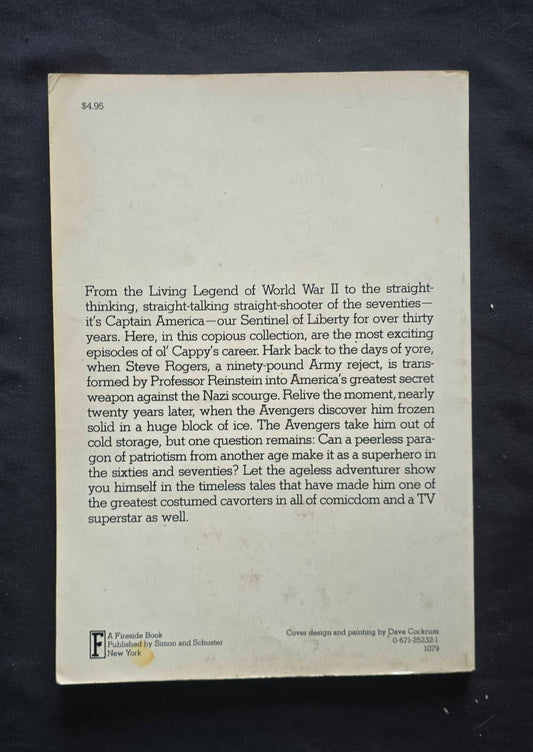 $4.95
From the Living Legend of World War II to the straight-
thinking, straight-talking straight-shooter of the seventies—
it's Captain America—our Sentinel of Liberty for over thirty
years. Here, in this copious collection, are the most exciting
episodes of ol' Cappy's career. Hark back to the days of yore,
when Steve Rogers, a ninety-pound Army reject, is trans-
formed by Professor Reinstein into America's greatest secret
weapon against the Nazi scourge. Relive the moment, nearly
twenty years later, when the Avengers discover him frozen
solid in a huge block of ice. The Avengers take him out of
cold storage, but one question remains: Can a peerless para-
gon of patriotism from another age make it as a superhero in
the sixties and seventies? Let the ageless adventurer show
you himself in the timeless tales that have made him one of
the greatest costumed cavorters in all of comicdom and a TV
superstar as well.
F
A Fireside Book
Published by Simon and Schuster
New York
Cover design and painting by Dave Cockrum
0-671-25232-1
1079